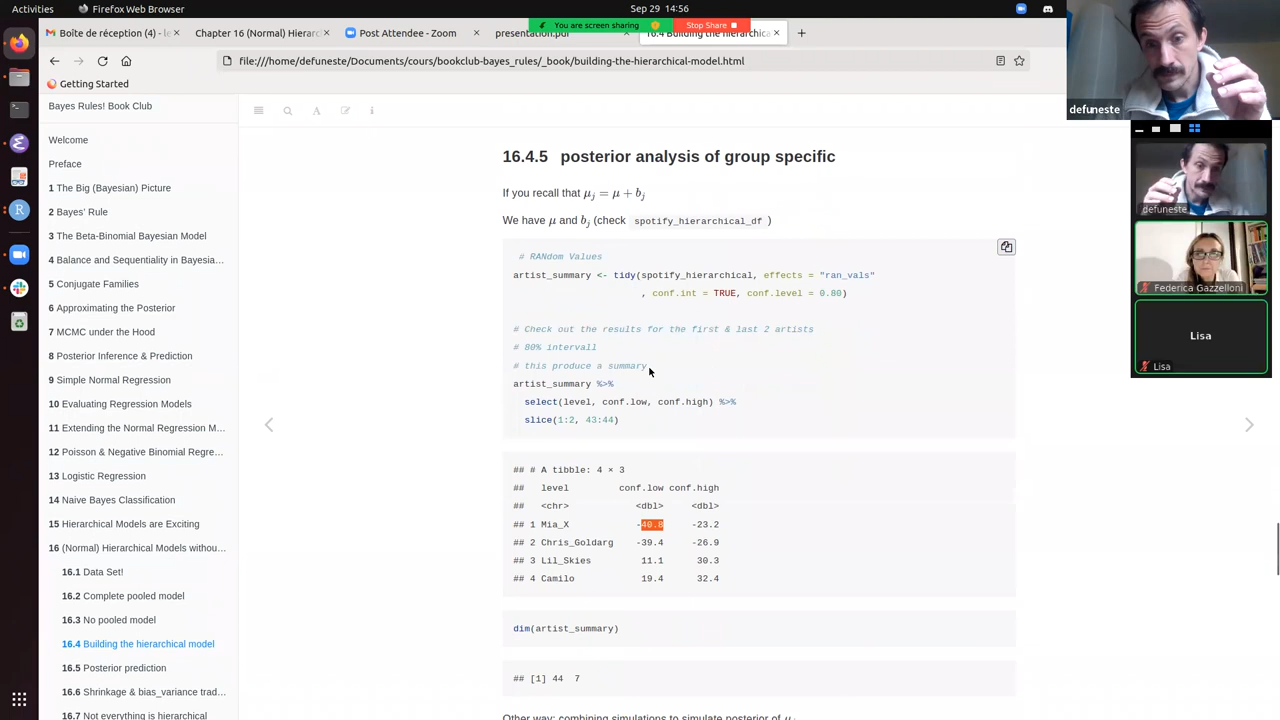 Activities
Firefox Web Browser
Sep 29 14:56
You are screen sharing
Stop Share
Boîte de réception (4) - le
Chapter 16 (Normal) Hierarc
Post Attendee - Zoom
presentation.pdf
16.4 Building the hierarchica
file:///home/defuneste/Documents/cours/bookclub-bayes_rules/_book/building-the-hierarchical-model.html
Getting Started
Bayes Rules! Book Club
Welcome
Preface
1 The Big (Bayesian) Picture
2 Bayes' Rule
3 The Beta-Binomial Bayesian Model
4 Balance and Sequentiality in Bayesia…
5 Conjugate Families
6 Approximating the Posterior
7 MCMC under the Hood
8 Posterior Inference & Prediction
9 Simple Normal Regression
10 Evaluating Regression Models
11 Extending the Normal Regression M…
12 Poisson & Negative Binomial Regre…
13 Logistic Regression
14 Naive Bayes Classification
15 Hierarchical Models are Exciting
16 (Normal) Hierarchical Models withou…
16.1 Data Set!
16.2 Complete pooled model
16.3 No pooled model
16.4 Building the hierarchical model
16.5 Posterior prediction
16.6 Shrinkage & bias_variance trad…
16.7 Not everything is hierarchical
16.4.5 posterior analysis of group specific
If you recall that μj = μ + bj
We have μ and bj (check spotify_hierarchical_df )
# RANdom Values
artist_summary <- tidy(spotify_hierarchical, effects = "ran_vals"
, conf.int = TRUE, conf.level = 0.80)
# Check out the results for the first & last 2 artists
# 80% intervall
# this produce a summary
artist_summary %>%
select(level, conf.low, conf.high) %>%
slice(1:2, 43:44)
## # A tibble: 4 × 3
## level conf.low conf.high
## <chr> <dbl> <dbl>
## 1 Mia_X -40.8 -23.2
## 2 Chris_Goldarg -39.4 -26.9
## 3 Lil_Skies 11.1 30.3
## 4 Camilo 19.4 32.4
dim(artist_summary)
## [1] 44 7
Other way: combining simulations to simulate posterior of μj
defuneste
defuneste
Federica Gazzelloni
Lisa
Lisa